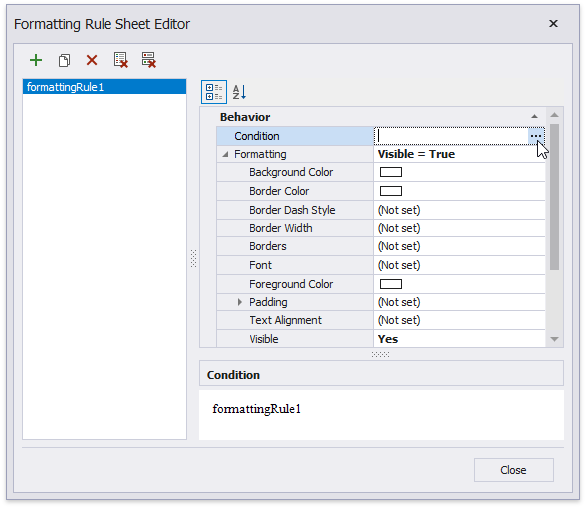 Formatting Rule Sheet Editor
formattingRule1
Behavior
Condition
Formatting Visible = True
Background Color
Border Color
Border Dash Style (Not set)
Border Width (Not set)
Borders (Not set)
Font (Not set)
Foreground Color
Padding (Not set)
Text Alignment (Not set)
Visible Yes
Condition
formattingRule1
Close